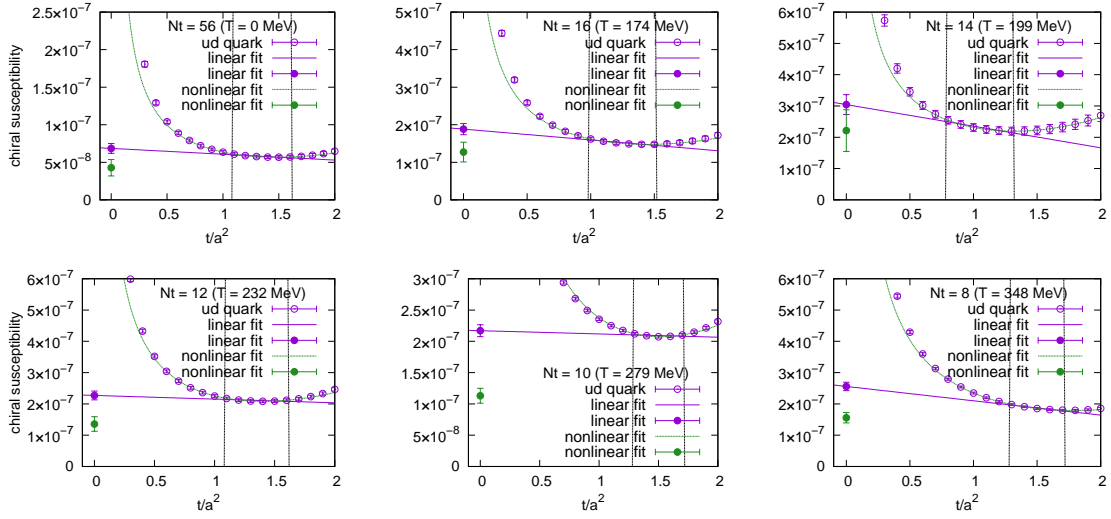 chiral susceptibility
2.5×10⁻⁷
2×10⁻⁷
1.5×10⁻⁷
1×10⁻⁷
5×10⁻⁸
0
Nt = 56 (T = 0 MeV)
ud quark
linear fit
linear fit
nonlinear fit
nonlinear fit
0 0.5 1 1.5 2
t/a²
5×10⁻⁷
4×10⁻⁷
3×10⁻⁷
2×10⁻⁷
1×10⁻⁷
0
Nt = 16 (T = 174 MeV)
ud quark
linear fit
linear fit
nonlinear fit
nonlinear fit
0 0.5 1 1.5 2
t/a²
6×10⁻⁷
5×10⁻⁷
4×10⁻⁷
3×10⁻⁷
2×10⁻⁷
1×10⁻⁷
0
Nt = 14 (T = 199 MeV)
ud quark
linear fit
linear fit
nonlinear fit
nonlinear fit
0 0.5 1 1.5 2
t/a²
chiral susceptibility
6×10⁻⁷
5×10⁻⁷
4×10⁻⁷
3×10⁻⁷
2×10⁻⁷
1×10⁻⁷
0
Nt = 12 (T = 232 MeV)
ud quark
linear fit
linear fit
nonlinear fit
nonlinear fit
0 0.5 1 1.5 2
t/a²
3×10⁻⁷
2.5×10⁻⁷
2×10⁻⁷
1.5×10⁻⁷
1×10⁻⁷
5×10⁻⁸
0
Nt = 10 (T = 279 MeV)
ud quark
linear fit
linear fit
nonlinear fit
nonlinear fit
0 0.5 1 1.5 2
t/a²
6×10⁻⁷
5×10⁻⁷
4×10⁻⁷
3×10⁻⁷
2×10⁻⁷
1×10⁻⁷
0
Nt = 8 (T = 348 MeV)
ud quark
linear fit
linear fit
nonlinear fit
nonlinear fit
0 0.5 1 1.5 2
t/a²